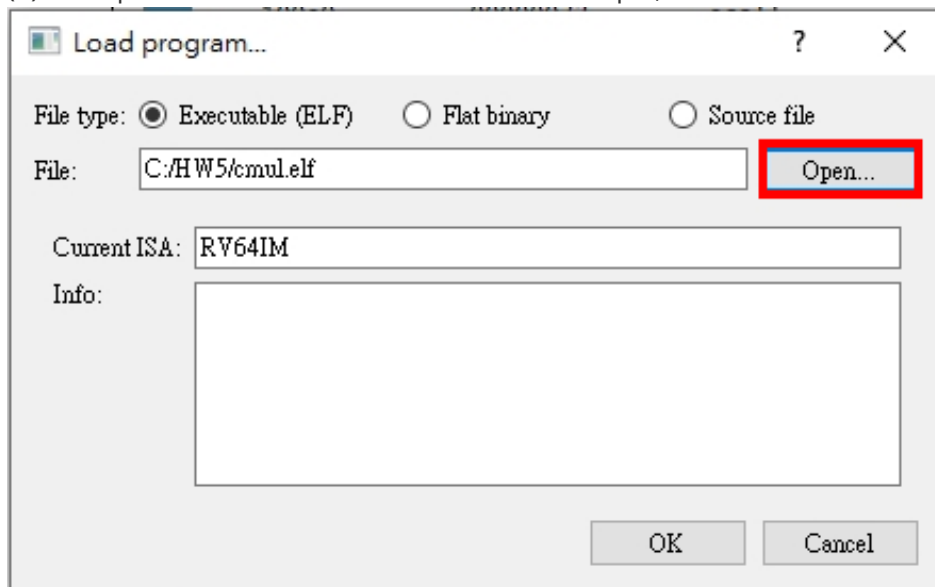 Load program...
?
File type:
Executable (ELF)
Flat binary
Source file
File:
C:/HW5/cmul.elf
Open...
Current ISA:
RV64IM
Info:
OK
Cancel